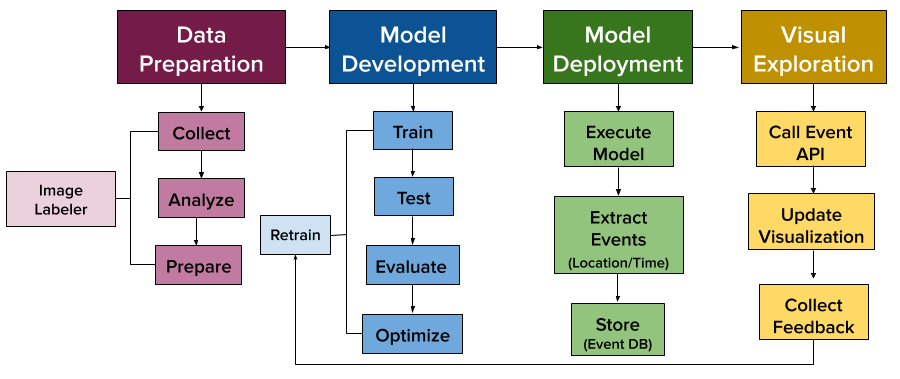 Data
Preparation
Model
Development
Model
Deployment
Visual
Exploration
Collect
Analyze
Prepare
Image
Labeler
Train
Test
Evaluate
Optimize
Retrain
Execute
Model
Extract
Events
(Location/Time)
Store
(Event DB)
Call Event
API
Update
Visualization
Collect
Feedback